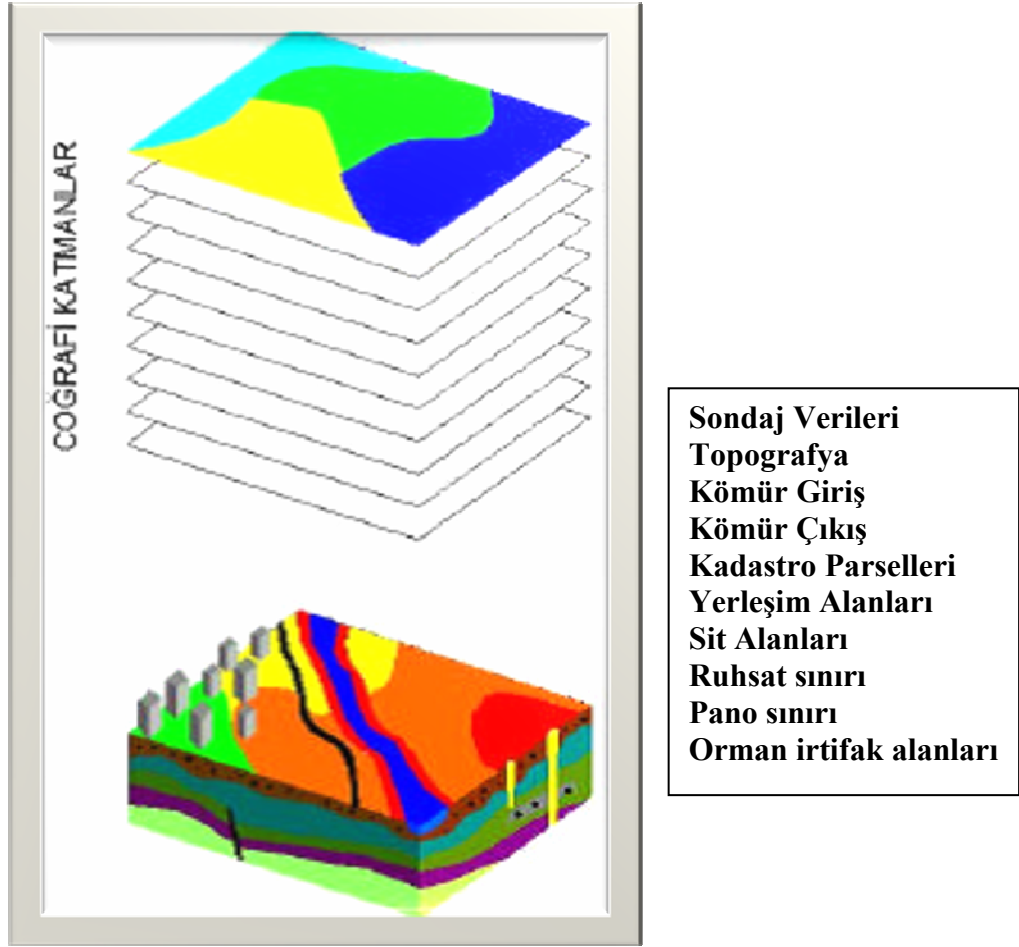 COĞRAFİ KATMANLAR
Sondaj Verileri
Topografya
Kömür Giriş
Kömür Çıkış
Kadastro Parselleri
Yerleşim Alanları
Sit Alanları
Ruhsat sınırı
Pano sınırı
Orman irtifak alanları